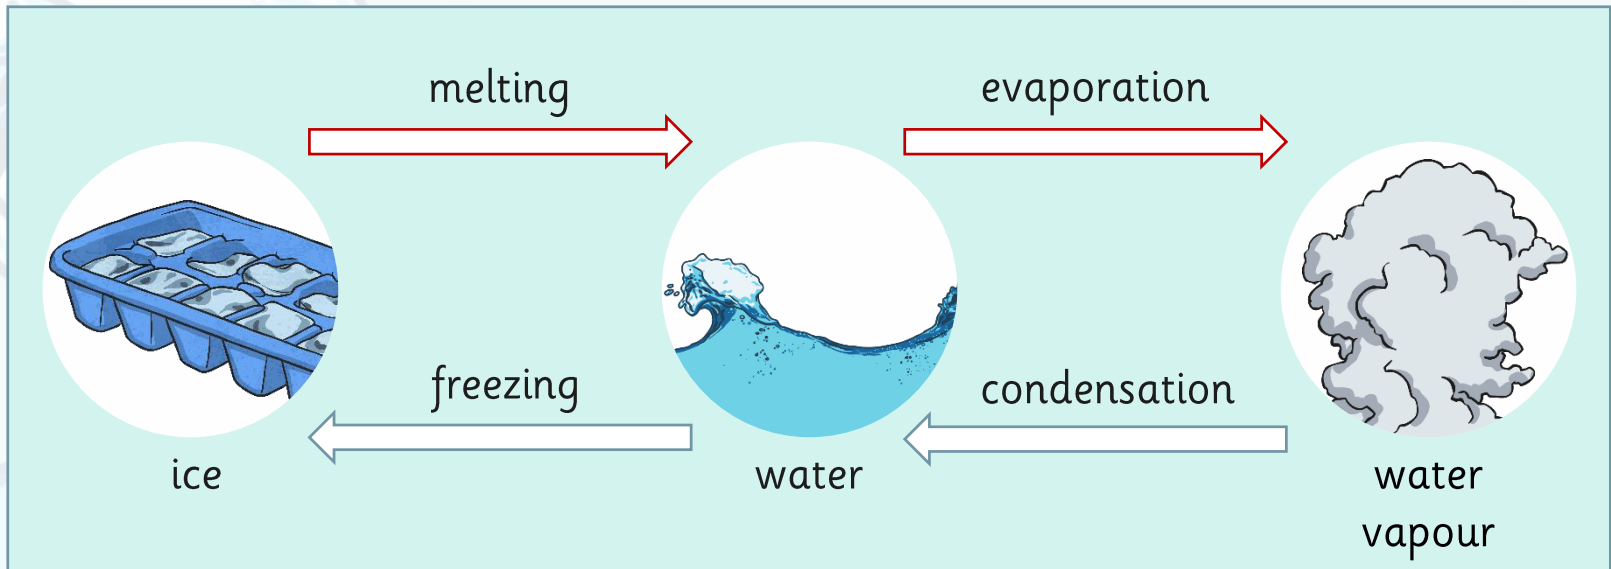 melting
evaporation
freezing
condensation
ice
water
water
vapour